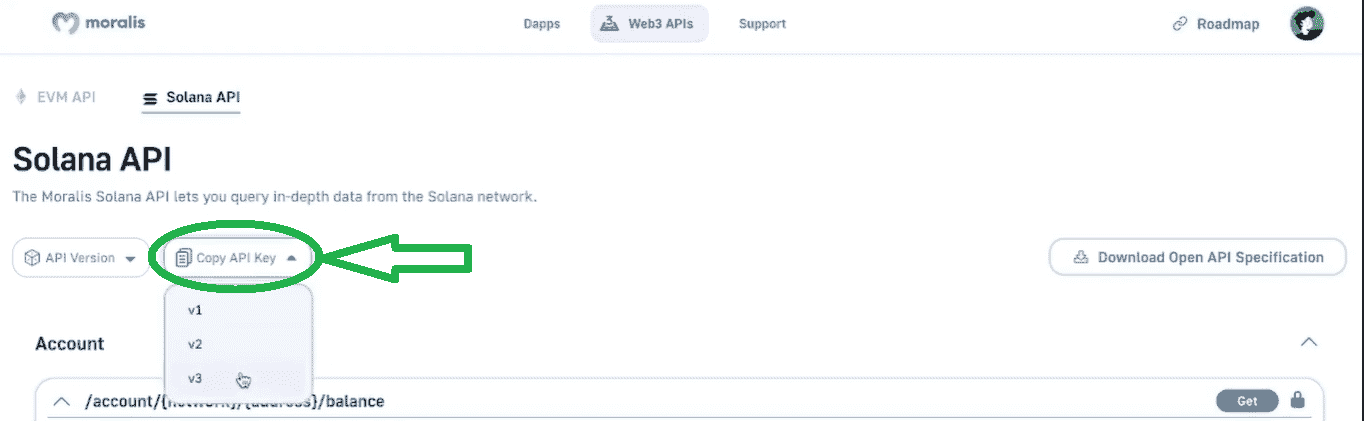 moralis
Dapps
Web3 APIs
Support
Roadmap
EVM API
Solana API
Solana API
The Moralis Solana API lets you query in-depth data from the Solana network.
API Version
Copy API Key
Download Open API Specification
v1
v2
v3
Account
/account/{network}/{address}/balance
Get